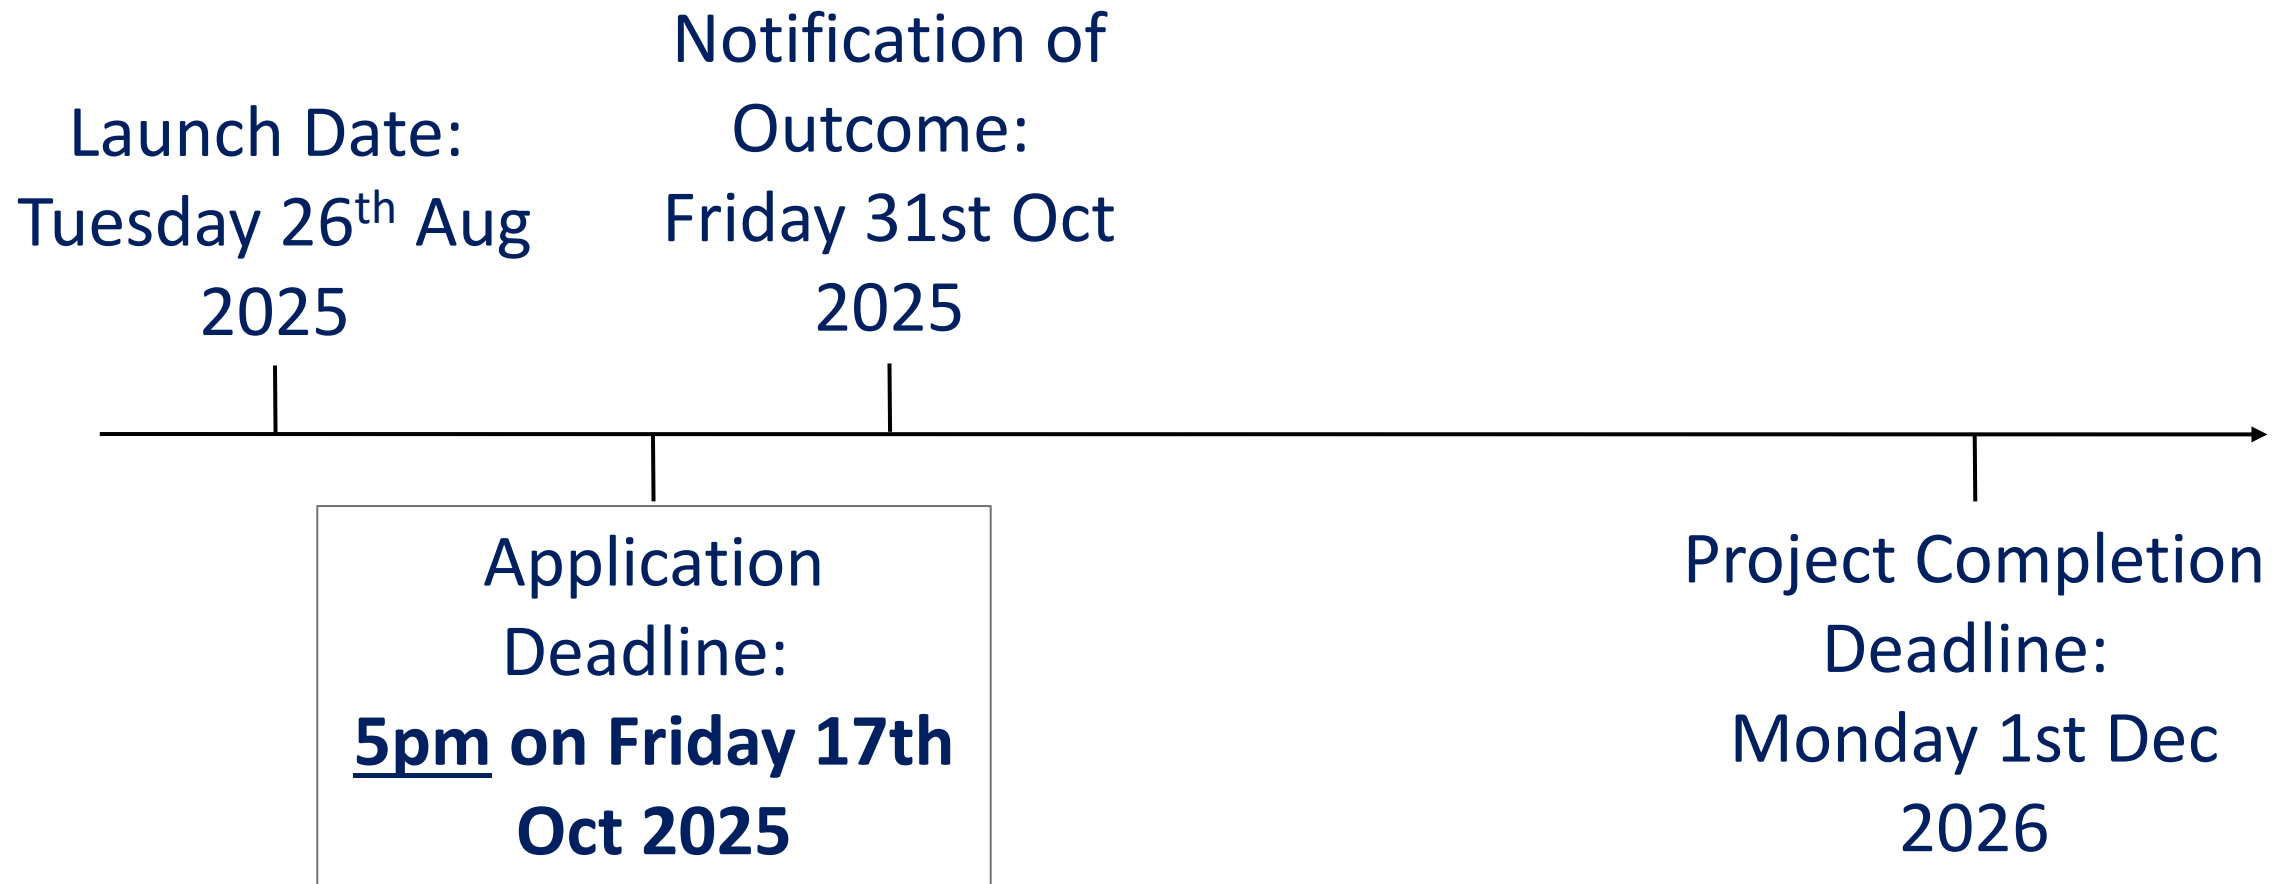 Launch Date:
Tuesday 26th Aug
2025
Application
Deadline:
5pm on Friday 17th
Oct 2025
Notification of
Outcome:
Friday 31st Oct
2025
Project Completion
Deadline:
Monday 1st Dec
2026